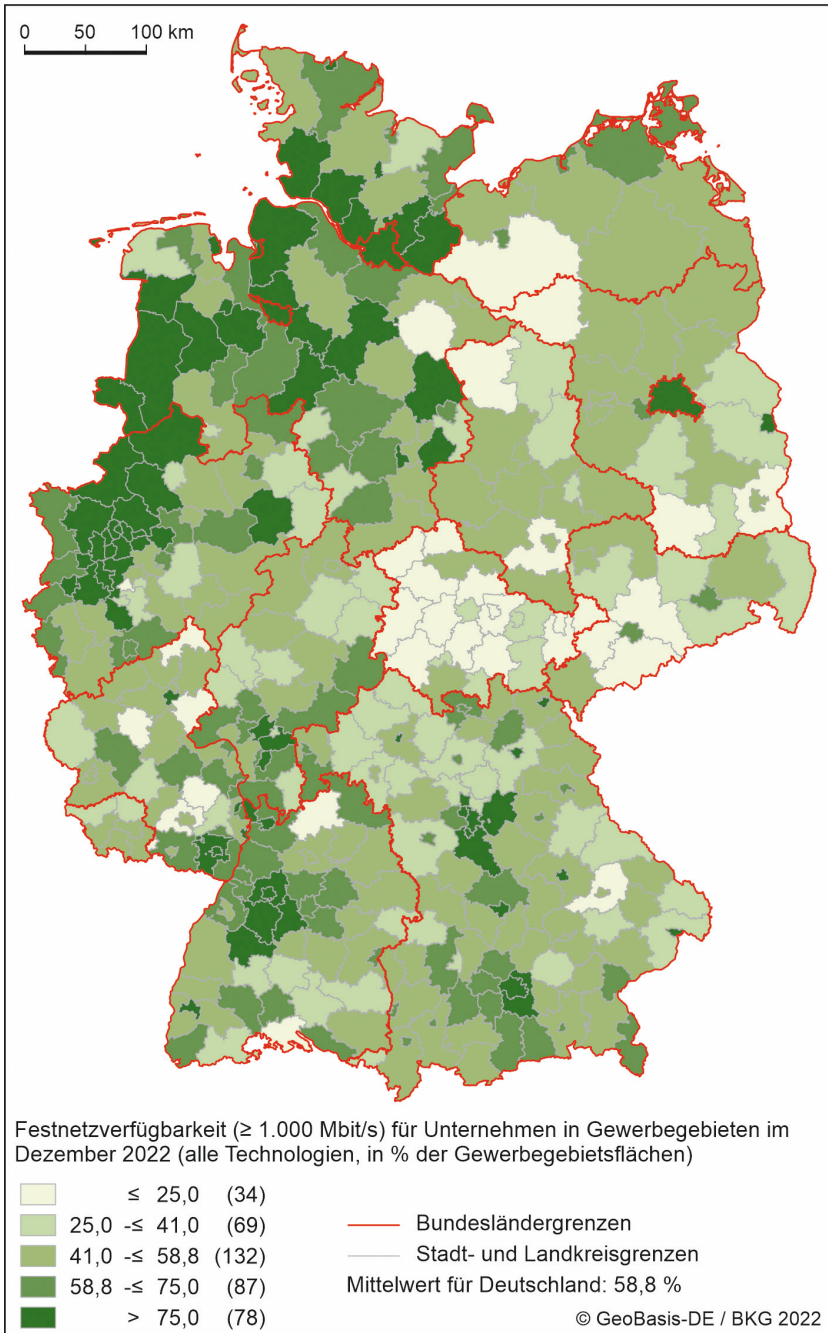 0 50 100 km
Festnetzverfügbarkeit (≥ 1.000 Mbit/s) für Unternehmen in Gewerbegebieten im
Dezember 2022 (alle Technologien, in % der Gewerbegebietsflächen)
≤ 25,0 (34)
25,0 -≤ 41,0 (69)
41,0 -≤ 58,8 (132)
58,8 -≤ 75,0 (87)
> 75,0 (78)
Bundesländergrenzen
Stadt- und Landkreisgrenzen
Mittelwert für Deutschland: 58,8 %
© GeoBasis-DE / BKG 2022